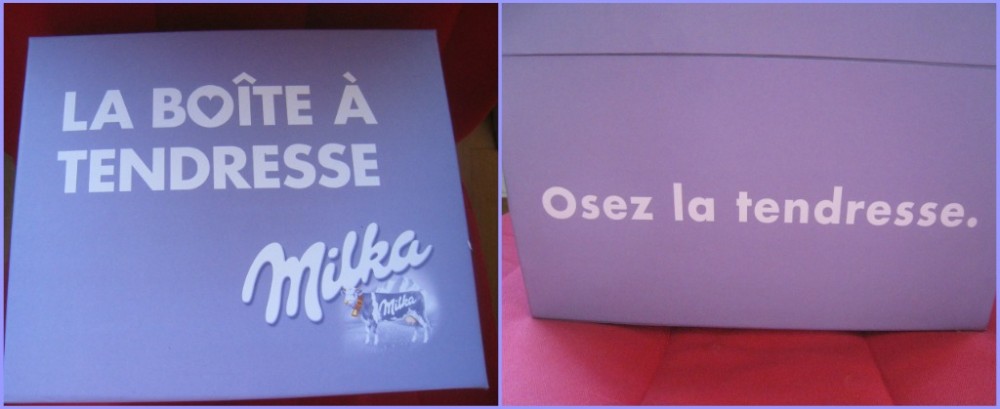 LA BOÎTE À
TENDRESSE
Milka
Milka
Osez la tendresse.